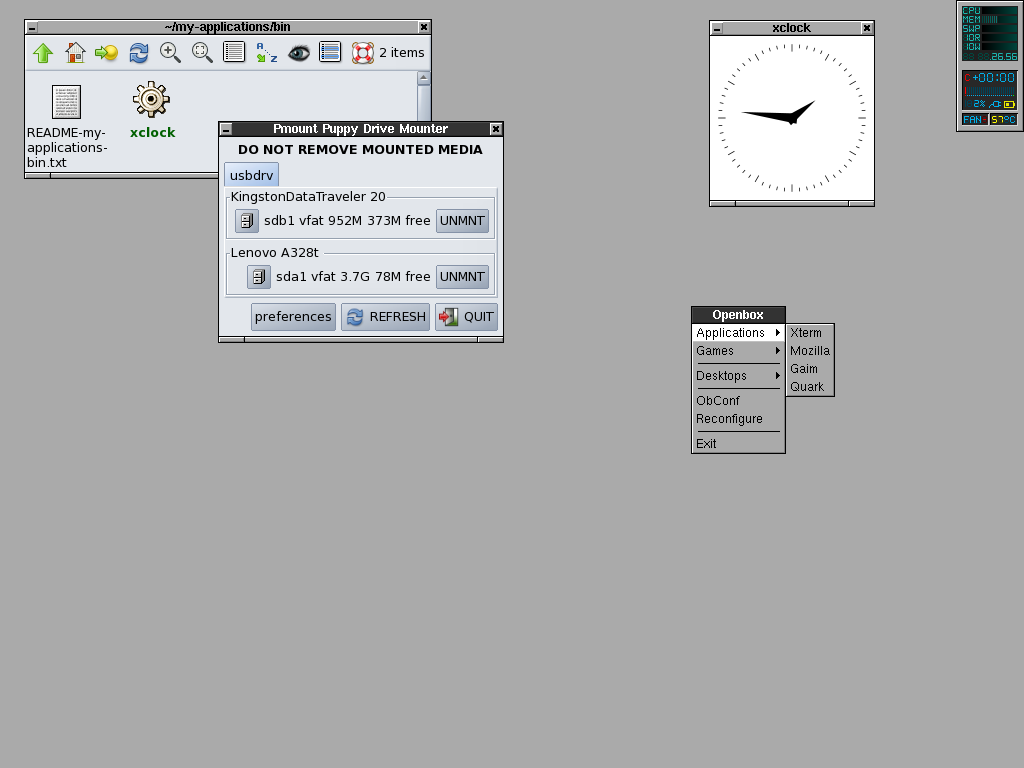 ~/my-applications/bin
2 items
README-my-
applications-
bin.txt
xclock
Pmount Puppy Drive Mounter
DO NOT REMOVE MOUNTED MEDIA
usbdrv
KingstonDataTraveler 20
sdb1 vfat 952M 373M free UNMNT
Lenovo A328t
sda1 vfat 3.7G 78M free UNMNT
preferences REFRESH QUIT
xclock
CPU
MEM
SWP
IOR
IOW
26.56
C+00:00
2%
FAN 57°C
Openbox
Applications
Games
Desktops
ObConf
Reconfigure
Exit
Xterm
Mozilla
Gaim
Quark